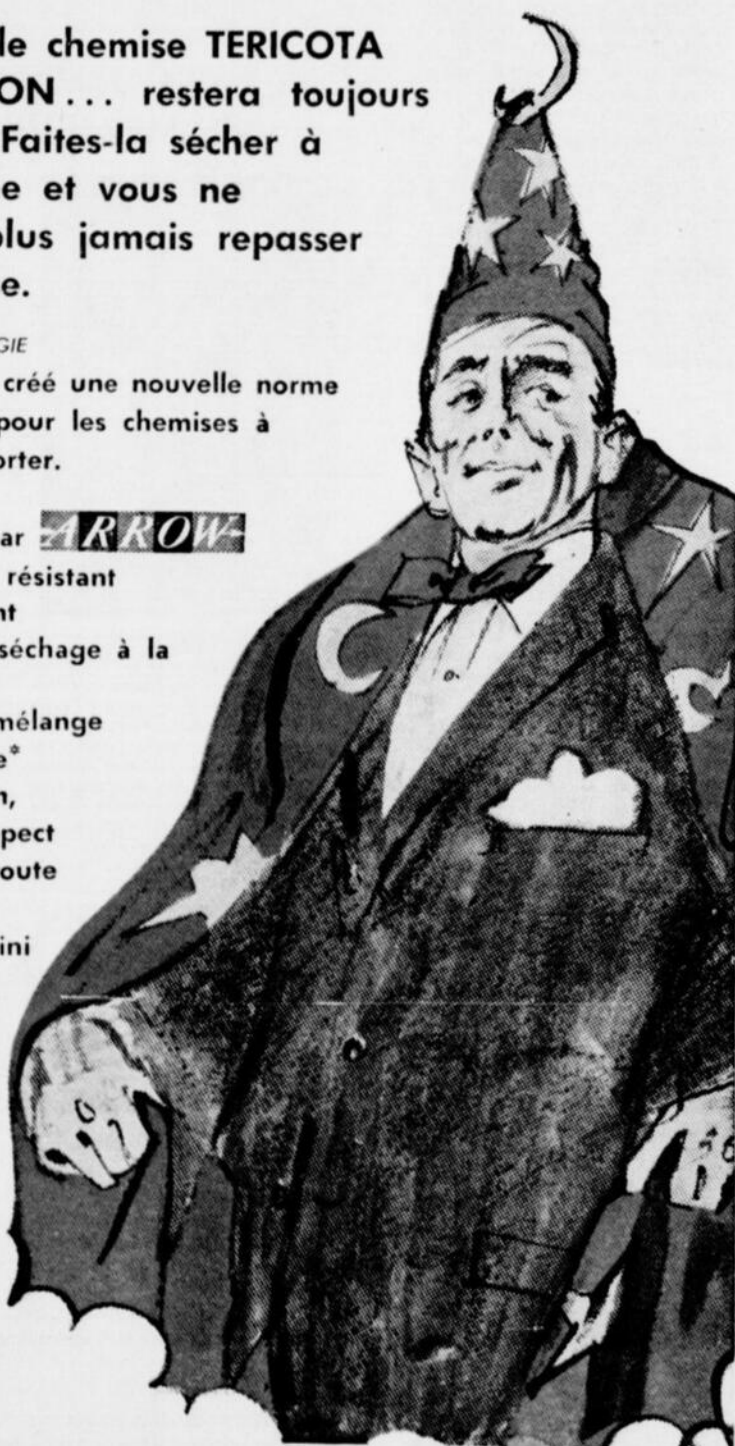 le chemise TERICOTA
ON... restera toujours
Faites-la sécher à
e et vous ne
plus jamais repasser
e.
GIE
créé une nouvelle norme
pour les chemises à
orter.
ar ARROW
résistant
nt
séchage à la
mélange
e*
n,
pect
oute
ini